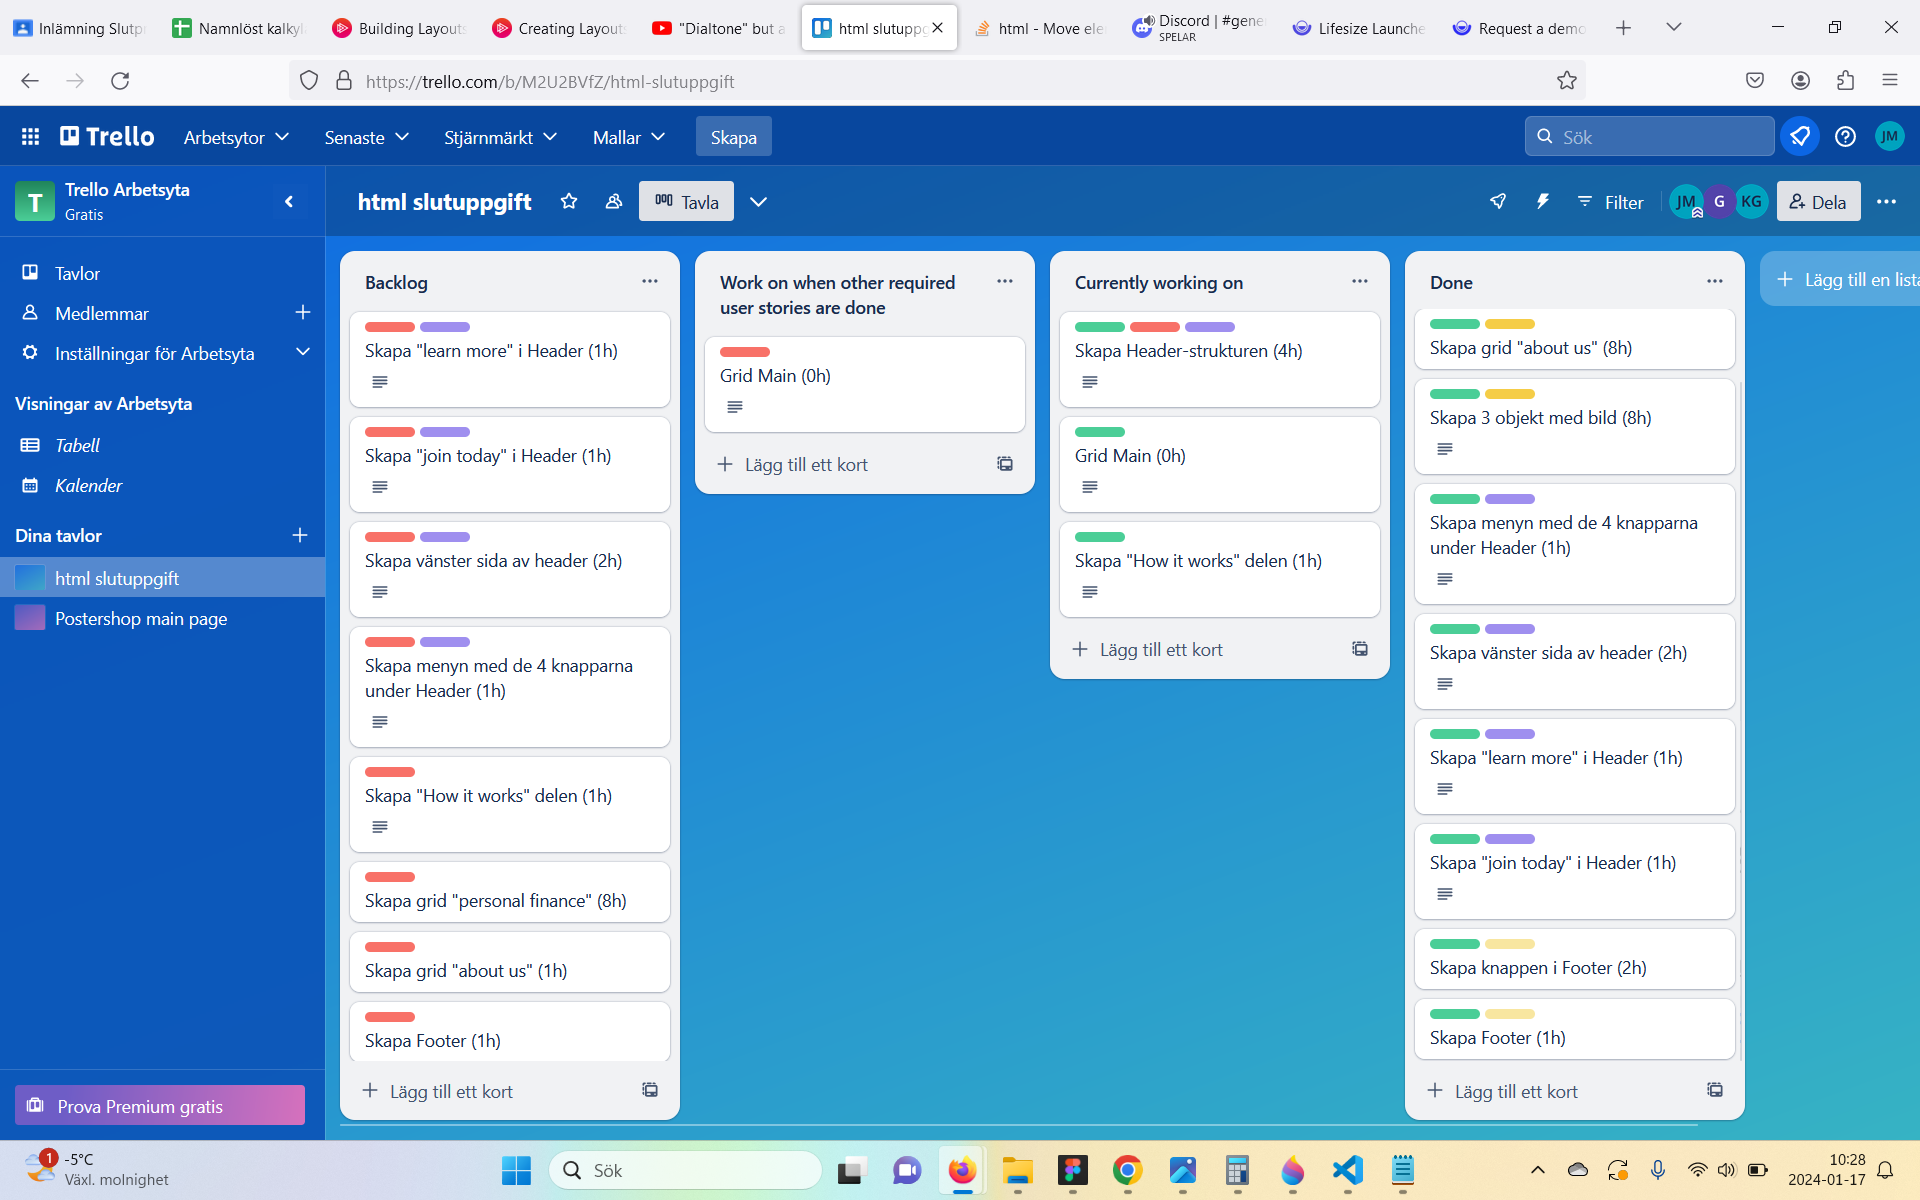 Inlämning Slutpr
Namnlöst kalkyl
Building Layouts
Creating Layouts
"Dialtone" but a
html slutuppg
html - Move ele
Discord | #gene
SPELAR
Lifesize Launche
Request a demo
https://trello.com/b/M2U2BVfZ/html-slutuppgift
Trello
Arbetsytor
Senaste
Stjärnmärkt
Mallar
Skapa
Sök
JM
T
Trello Arbetsyta
Gratis
html slutuppgift
Tavla
Filter
JM
G
KG
Dela
Tavlor
Medlemmar
Inställningar för Arbetsyta
Visningar av Arbetsyta
Tabell
Kalender
Dina tavlor
html slutuppgift
Postershop main page
Prova Premium gratis
Backlog
Skapa "learn more" i Header (1h)
Skapa "join today" i Header (1h)
Skapa vänster sida av header (2h)
Skapa menyn med de 4 knapparna
under Header (1h)
Skapa "How it works" delen (1h)
Skapa grid "personal finance" (8h)
Skapa grid "about us" (1h)
Skapa Footer (1h)
Lägg till ett kort
Work on when other required
user stories are done
Grid Main (0h)
Lägg till ett kort
Currently working on
Skapa Header-strukturen (4h)
Grid Main (0h)
Skapa "How it works" delen (1h)
Lägg till ett kort
Done
Skapa grid "about us" (8h)
Skapa 3 objekt med bild (8h)
Skapa menyn med de 4 knapparna
under Header (1h)
Skapa vänster sida av header (2h)
Skapa "learn more" i Header (1h)
Skapa "join today" i Header (1h)
Skapa knappen i Footer (2h)
Skapa Footer (1h)
Lägg till ett kort
Lägg till en lista
1
-5°C
Växl. molnighet
Sök
10:28
2024-01-17